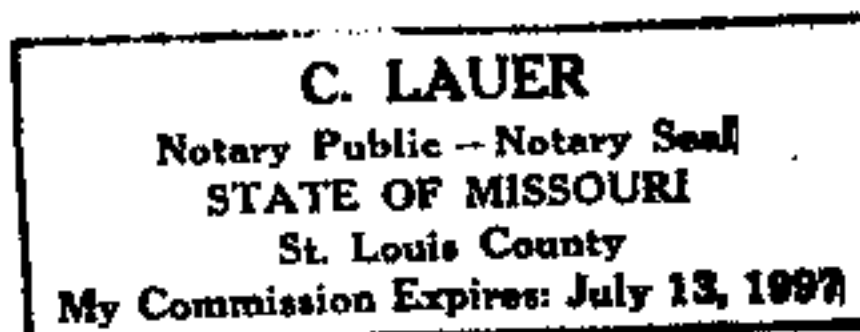 C. LAUER
Notary Public - Notary Seal
STATE OF MISSOURI
St. Louis County
My Commission Expires: July 13, 1997